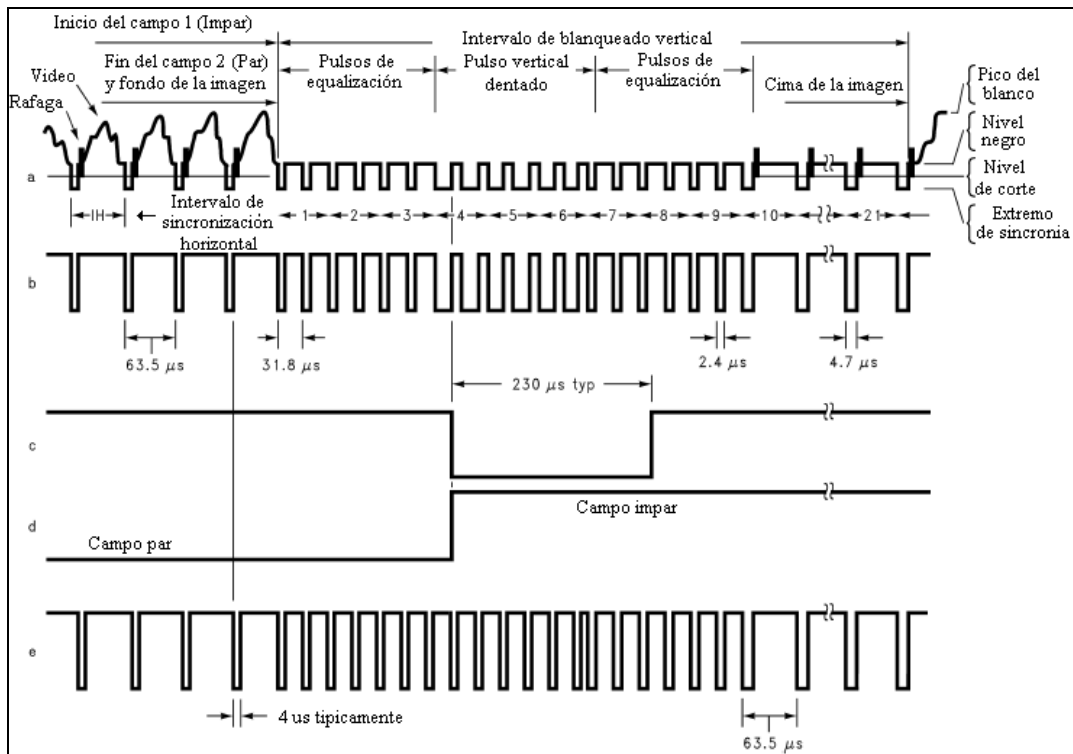 Inicio del campo 1 (Impar)
Intervalo de blanqueado vertical
Fin del campo 2 (Par)
y fondo de la imagen
Pulsos de
equalización
Pulso vertical
dentado
Pulsos de
equalización
Cima de la imagen
Video
Rafaga
Pico del
blanco
Nivel
negro
Nivel
de corte
Extremo
de sincronia
a
IH
Intervalo de
sincronización
horizontal
1 2 3 4 5 6 7 8 9 10 21
b
63.5 µs
31.8 µs
2.4 µs
4.7 µs
230 µs typ
c
d
Campo par
Campo impar
e
4 us tipicamente
63.5 µs